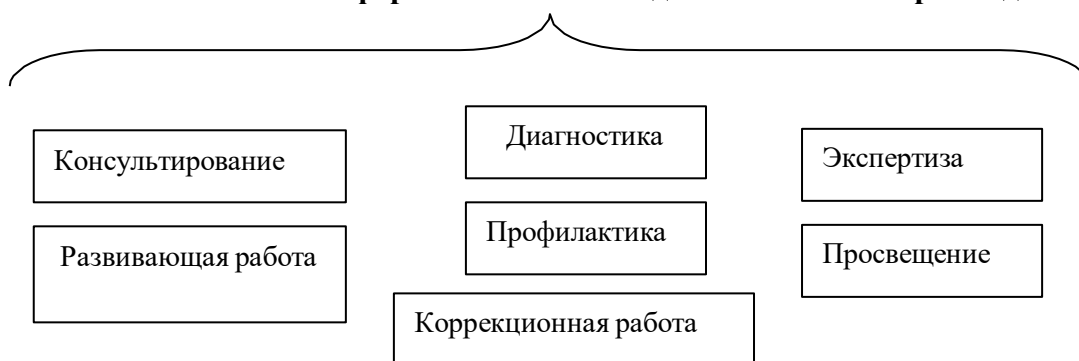 Диагностика
Консультирование
Экспертиза
Профилактика
Развивающая работа
Просвещение
Коррекционная работа